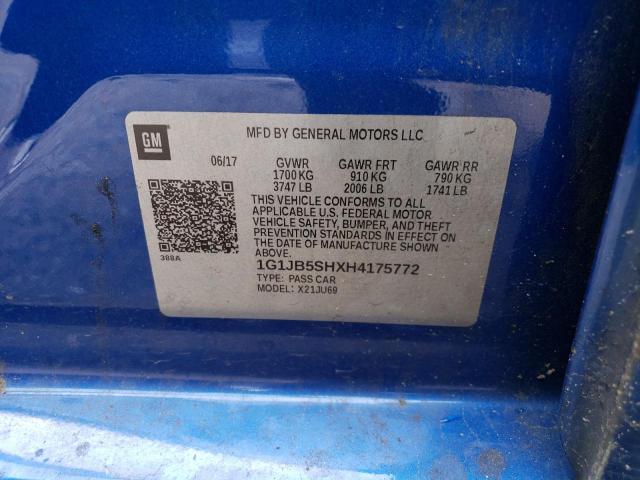 GM
MFD BY GENERAL MOTORS LLC
06/17 GVWR GAWR FRT GAWR RR
1700 KG 910 KG 790 KG
3747 LB 2006 LB 1741 LB
THIS VEHICLE CONFORMS TO ALL
APPLICABLE U.S. FEDERAL MOTOR
VEHICLE SAFETY, BUMPER, AND THEFT
PREVENTION STANDARDS IN EFFECT ON
THE DATE OF MANUFACTURE SHOWN
ABOVE.
388A
1G1JB5SHXH4175772
TYPE: PASS CAR
MODEL: X21JU69